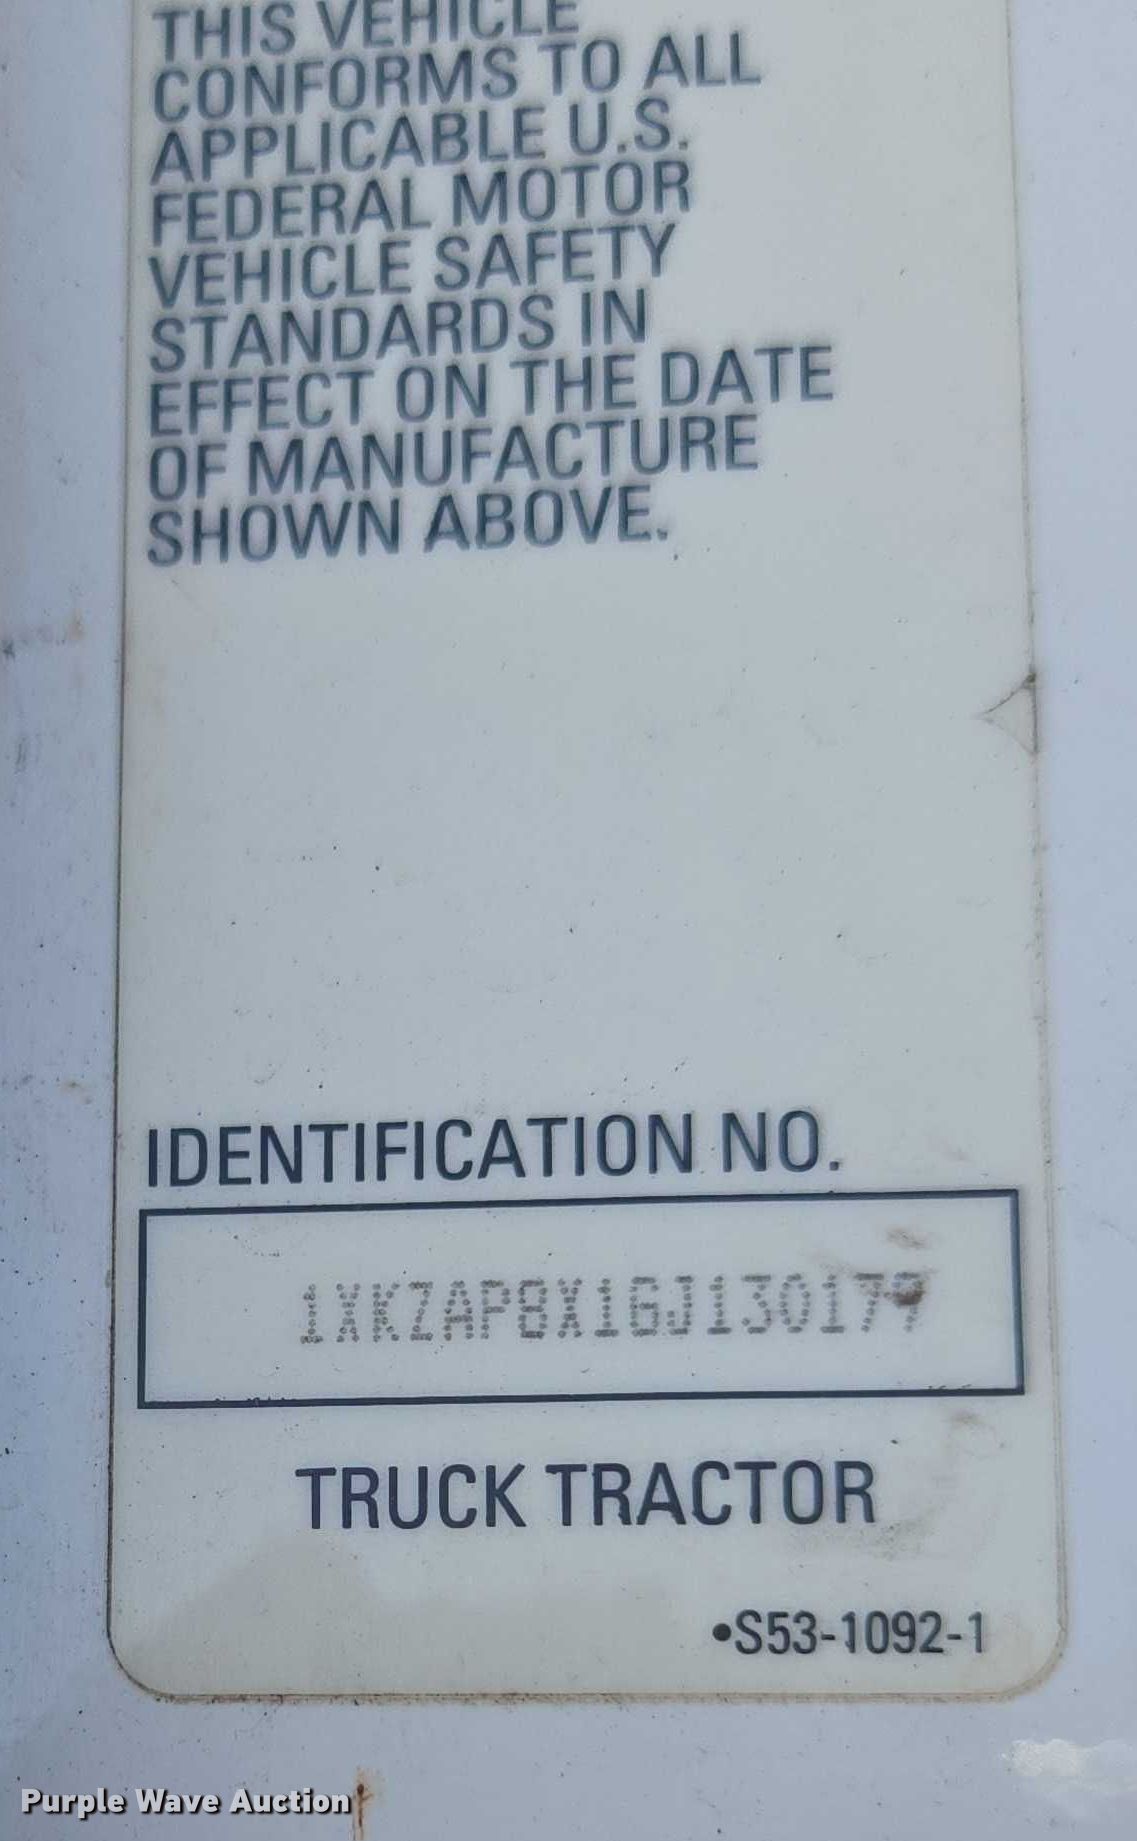 THIS VEHICLE
CONFORMS TO ALL
APPLICABLE U.S.
FEDERAL MOTOR
VEHICLE SAFETY
STANDARDS IN
EFFECT ON THE DATE
OF MANUFACTURE
SHOWN ABOVE.
IDENTIFICATION NO.
TRUCK TRACTOR
•S53-1092-1
Purple Wave Auction